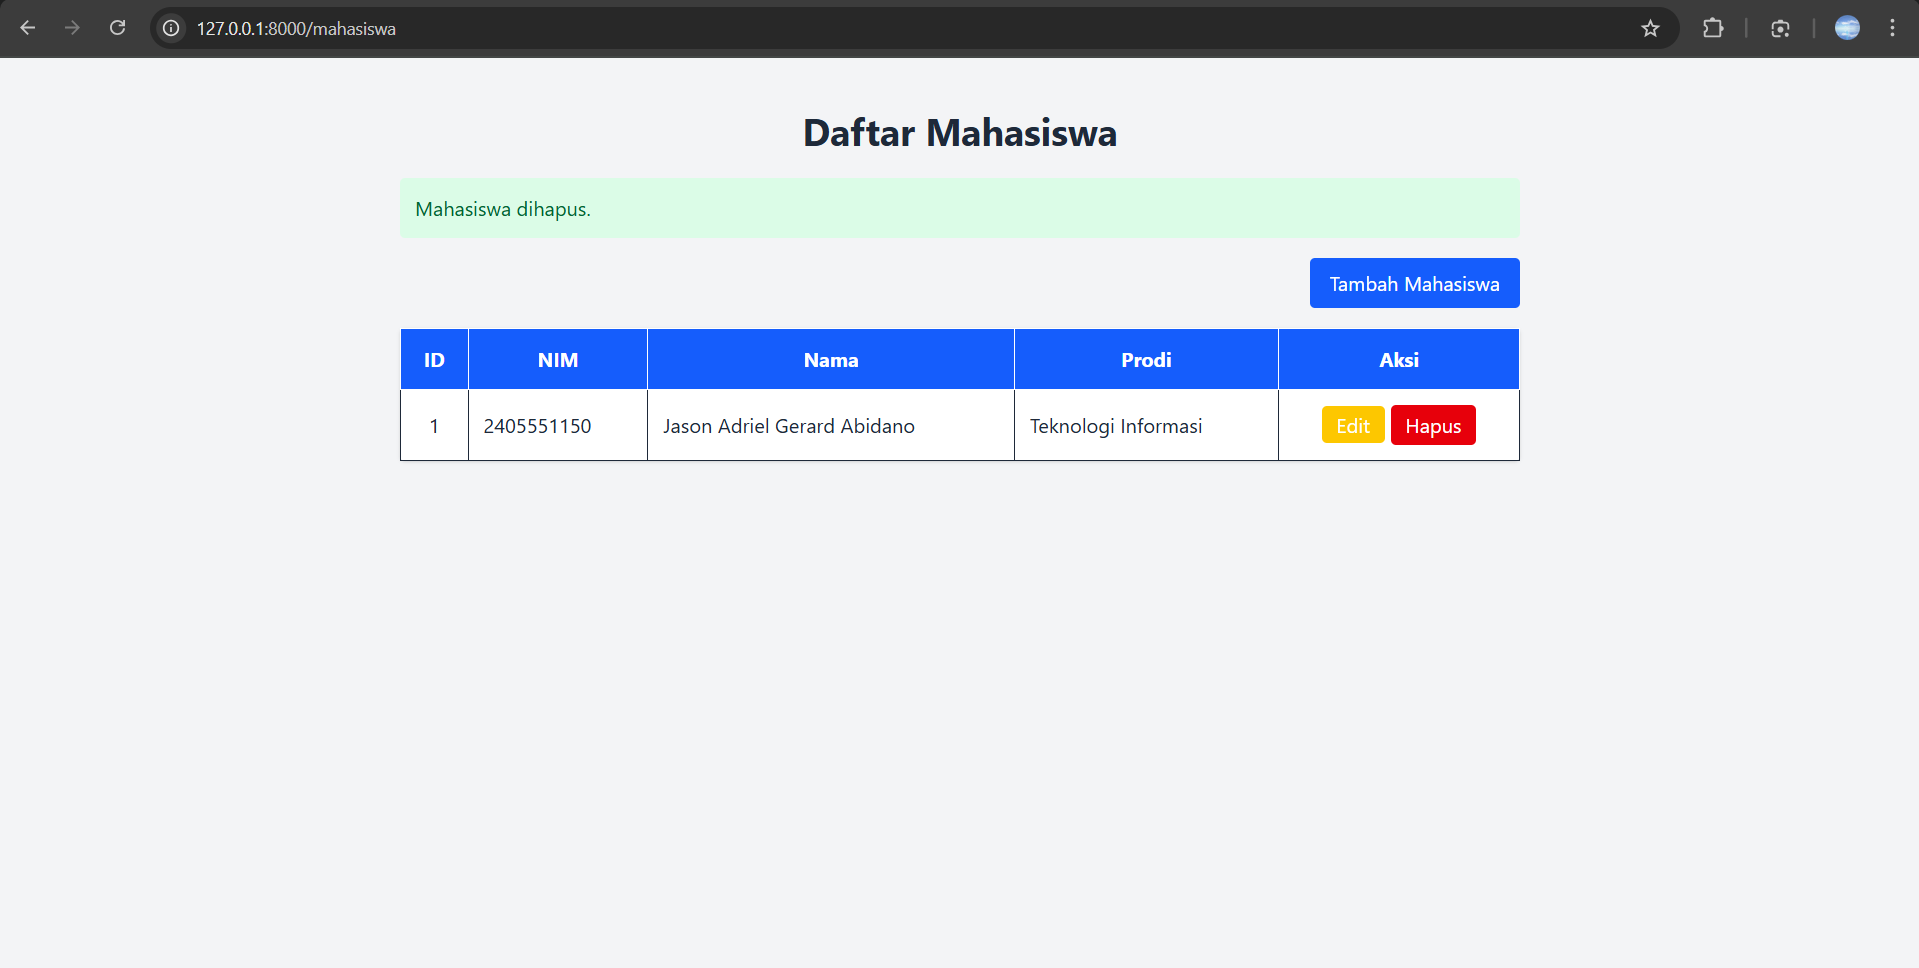 127.0.0.1:8000/mahasiswa
Daftar Mahasiswa
Mahasiswa dihapus.
Tambah Mahasiswa
ID NIM Nama Prodi Aksi
1 2405551150 Jason Adriel Gerard Abidano Teknologi Informasi Edit Hapus